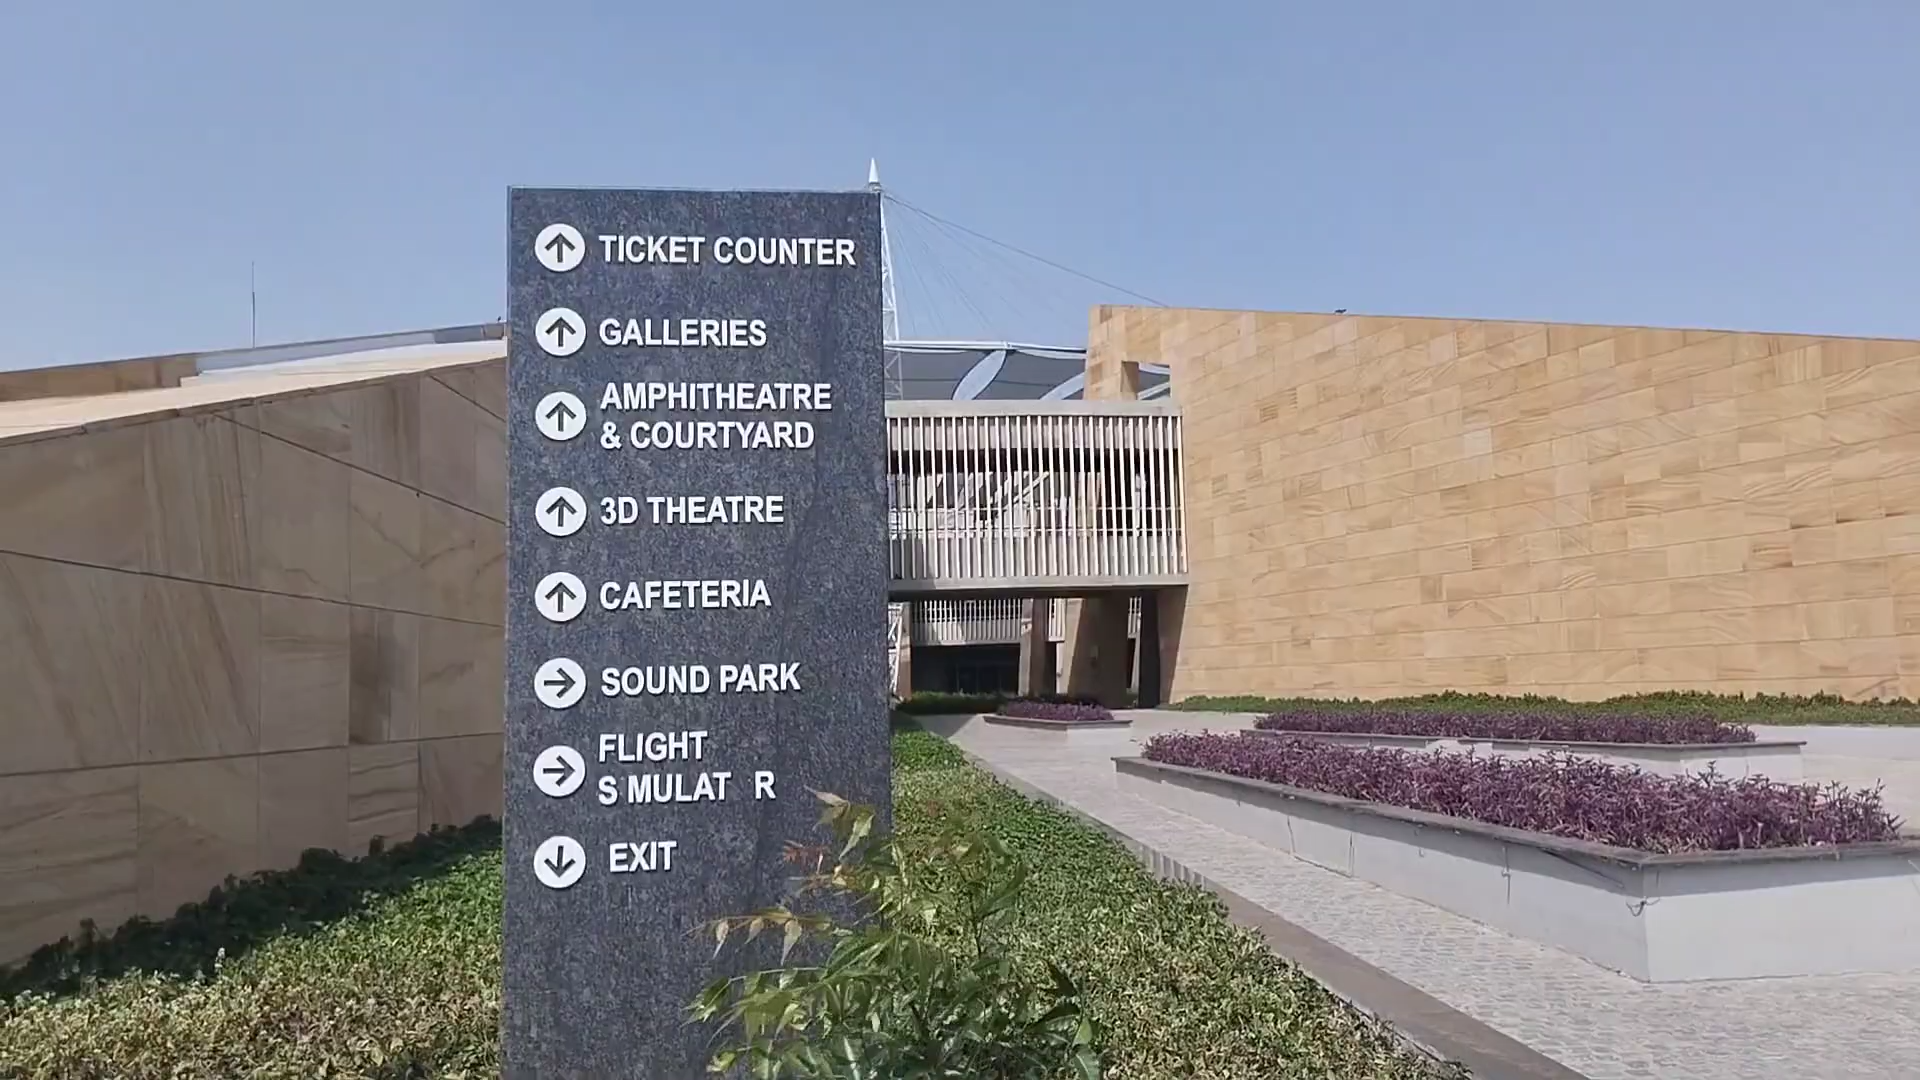 TICKET COUNTER
GALLERIES
AMPHITHEATRE
& COURTYARD
3D THEATRE
CAFETERIA
SOUND PARK
FLIGHT
S MULAT R
EXIT